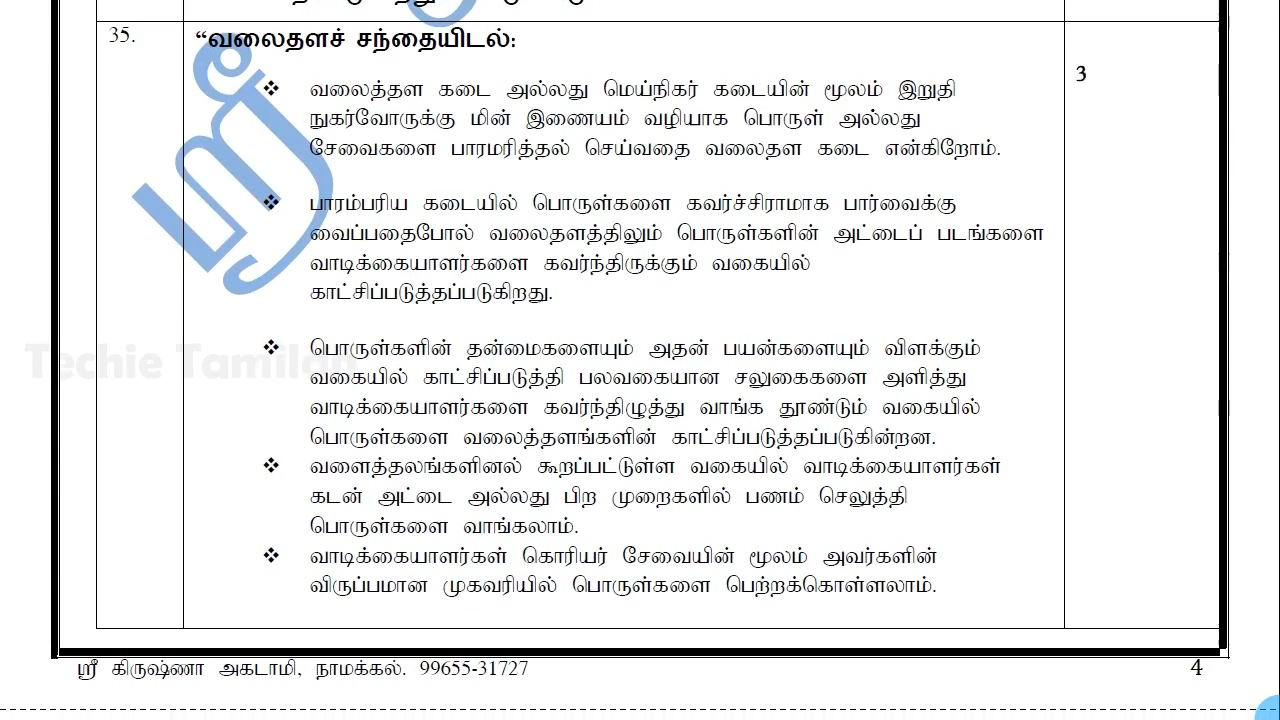 35.
“வலைதளச் சந்தையிடல்:
3
❖ வலைத்தள கடை அல்லது மெய்நிகர் கடையின் மூலம் இறுதி
நுகர்வோருக்கு மின் இணையம் வழியாக பொருள் அல்லது
சேவைகளை பாரமரித்தல் செய்வதை வலைதள கடை என்கிறோம்.
❖ பாரம்பரிய கடையில் பொருள்களை கவர்ச்சிராமாக பார்வைக்கு
வைப்பதைபோல் வலைதளத்திலும் பொருள்களின் அட்டைப் படங்களை
வாடிக்கையாளர்களை கவர்ந்திருக்கும் வகையில்
காட்சிப்படுத்தப்படுகிறது.
❖ பொருள்களின் தன்மைகளையும் அதன் பயன்களையும் விளக்கும்
வகையில் காட்சிப்படுத்தி பலவகையான சலுகைகளை அளித்து
வாடிக்கையாளர்களை கவர்ந்திழுத்து வாங்க தூண்டும் வகையில்
பொருள்களை வலைத்தளங்களின் காட்சிப்படுத்தப்படுகின்றன.
❖ வளைத்தலங்களினல் கூறப்பட்டுள்ள வகையில் வாடிக்கையாளர்கள்
கடன் அட்டை அல்லது பிற முறைகளில் பணம் செலுத்தி
பொருள்களை வாங்கலாம்.
❖ வாடிக்கையாளர்கள் கொரியர் சேவையின் மூலம் அவர்களின்
விருப்பமான முகவரியில் பொருள்களை பெற்றக்கொள்ளலாம்.
Techie Tamilan
ஸ்ரீ
ஸ்ரீ கிருஷ்ணா அகடாமி, நாமக்கல். 99655-31727
4